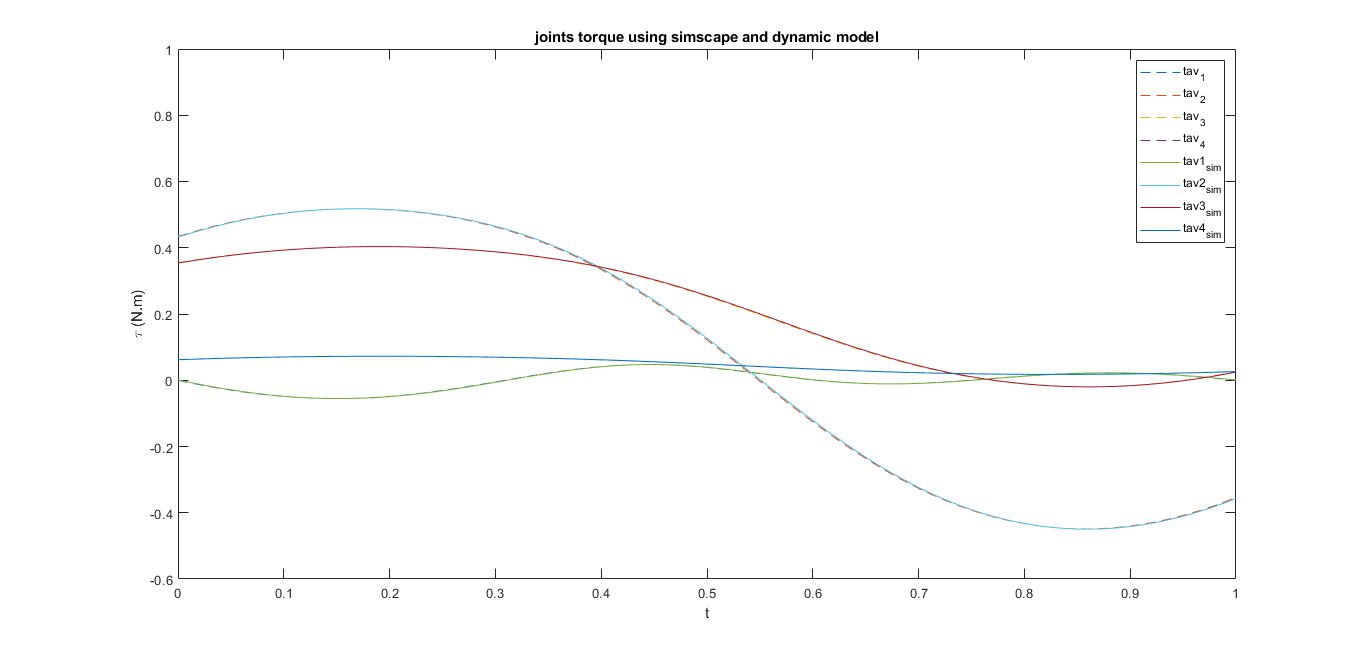 joints torque using simscape and dynamic model
1
0.8
0.6
0.4
0.2
0
-0.2
-0.4
-0.6
τ (N.m)
0 0.1 0.2 0.3 0.4 0.5 0.6 0.7 0.8 0.9 1
t
tav1
tav2
tav3
tav4
tav1sim
tav2sim
tav3sim
tav4sim